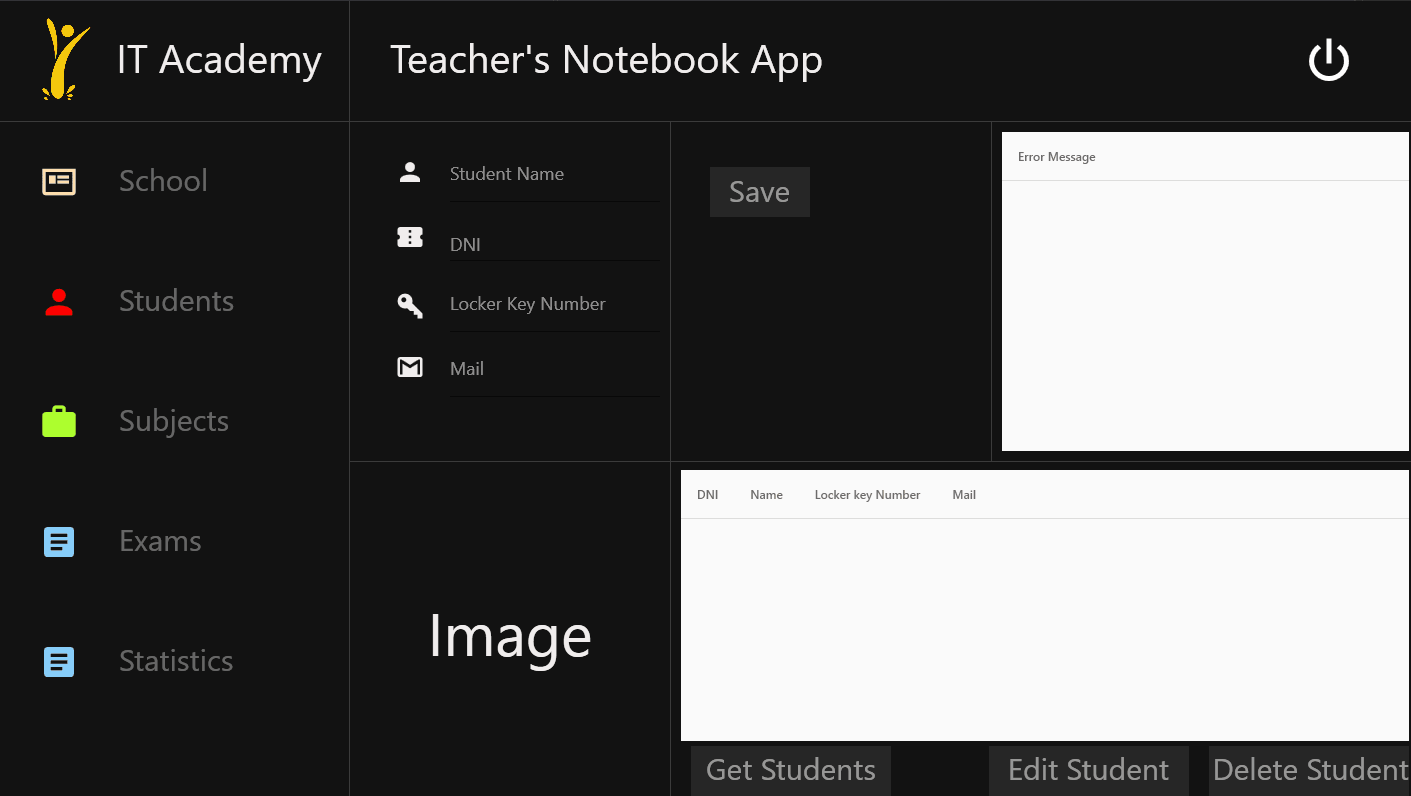 IT Academy
Teacher's Notebook App
School
Students
Subjects
Exams
Statistics
Student Name
DNI
Locker Key Number
Mail
Save
Error Message
Image
DNI Name Locker key Number Mail
Get Students Edit Student Delete Student